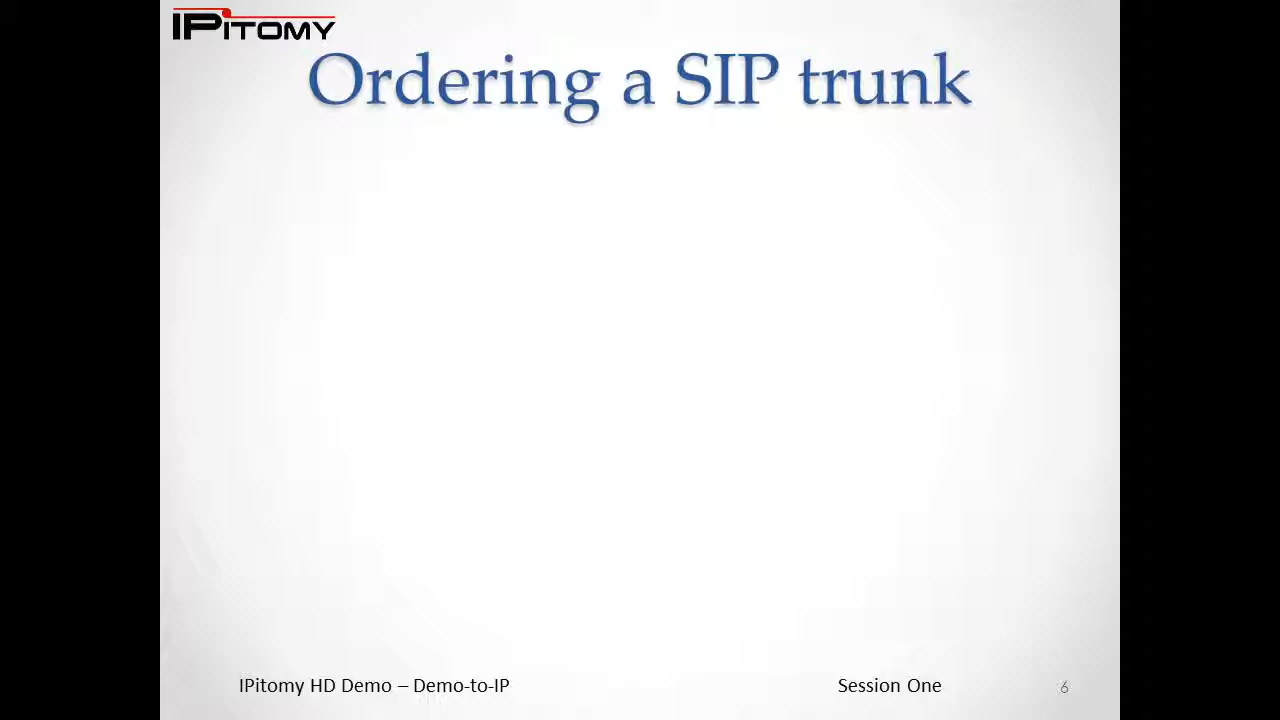 IPITOMY
Ordering a SIP trunk
IPitomy HD Demo – Demo-to-IP Session One 6